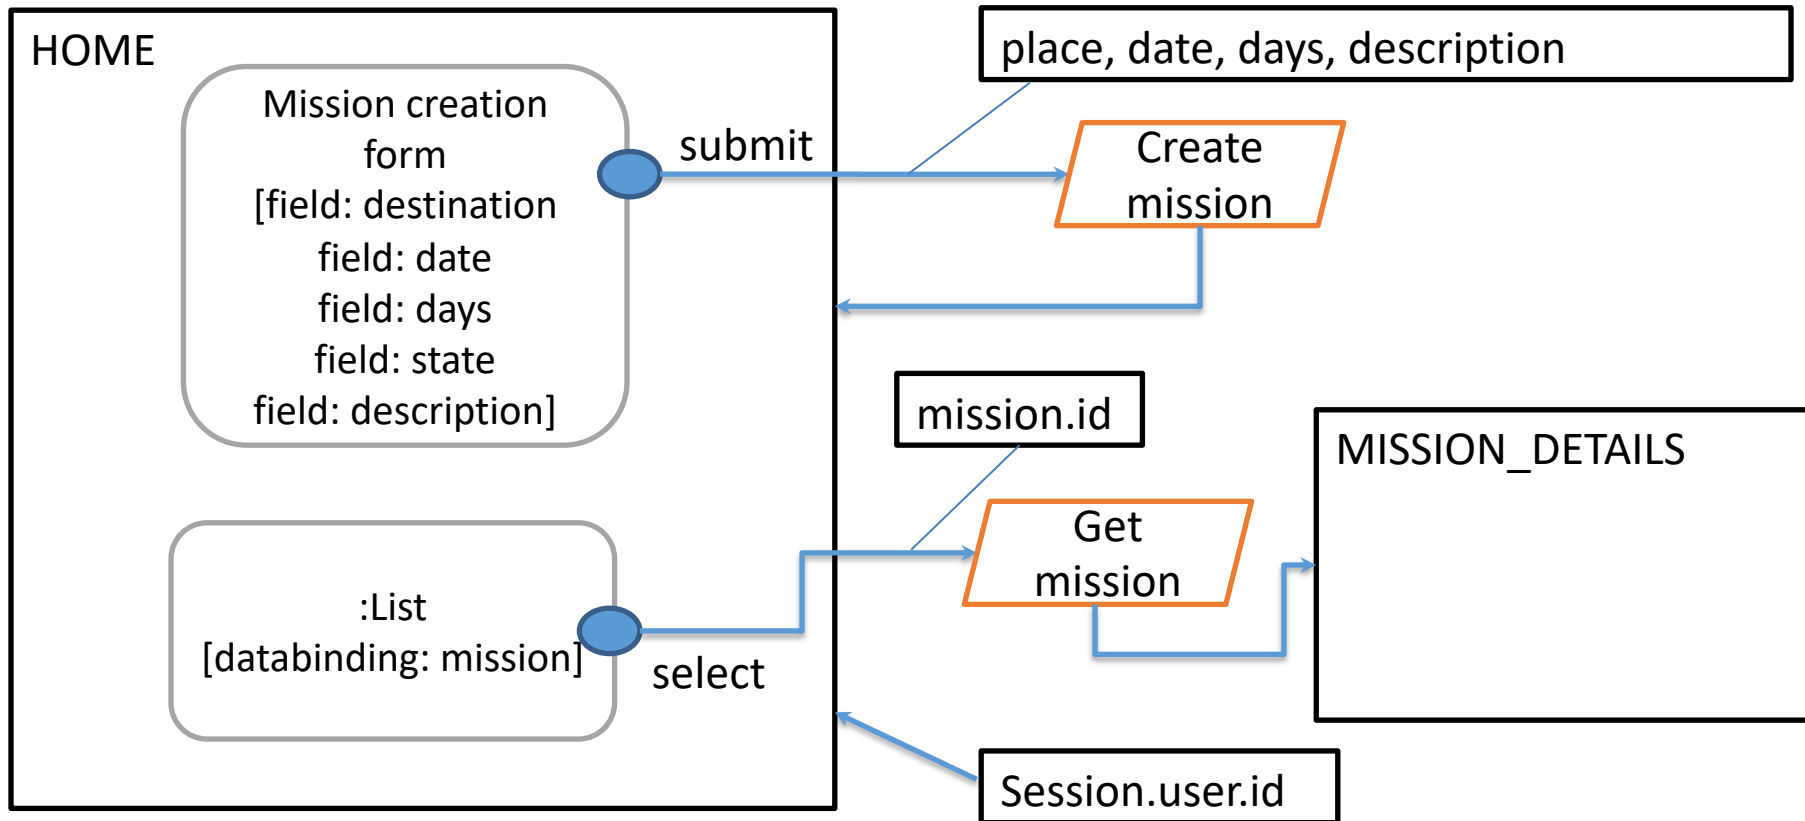 HOME
Mission creation
form
[field: destination
field: date
field: days
field: state
field: description]
submit
place, date, days, description
Create
mission
mission.id
Get
mission
MISSION_DETAILS
:List
[databinding: mission]
select
Session.user.id